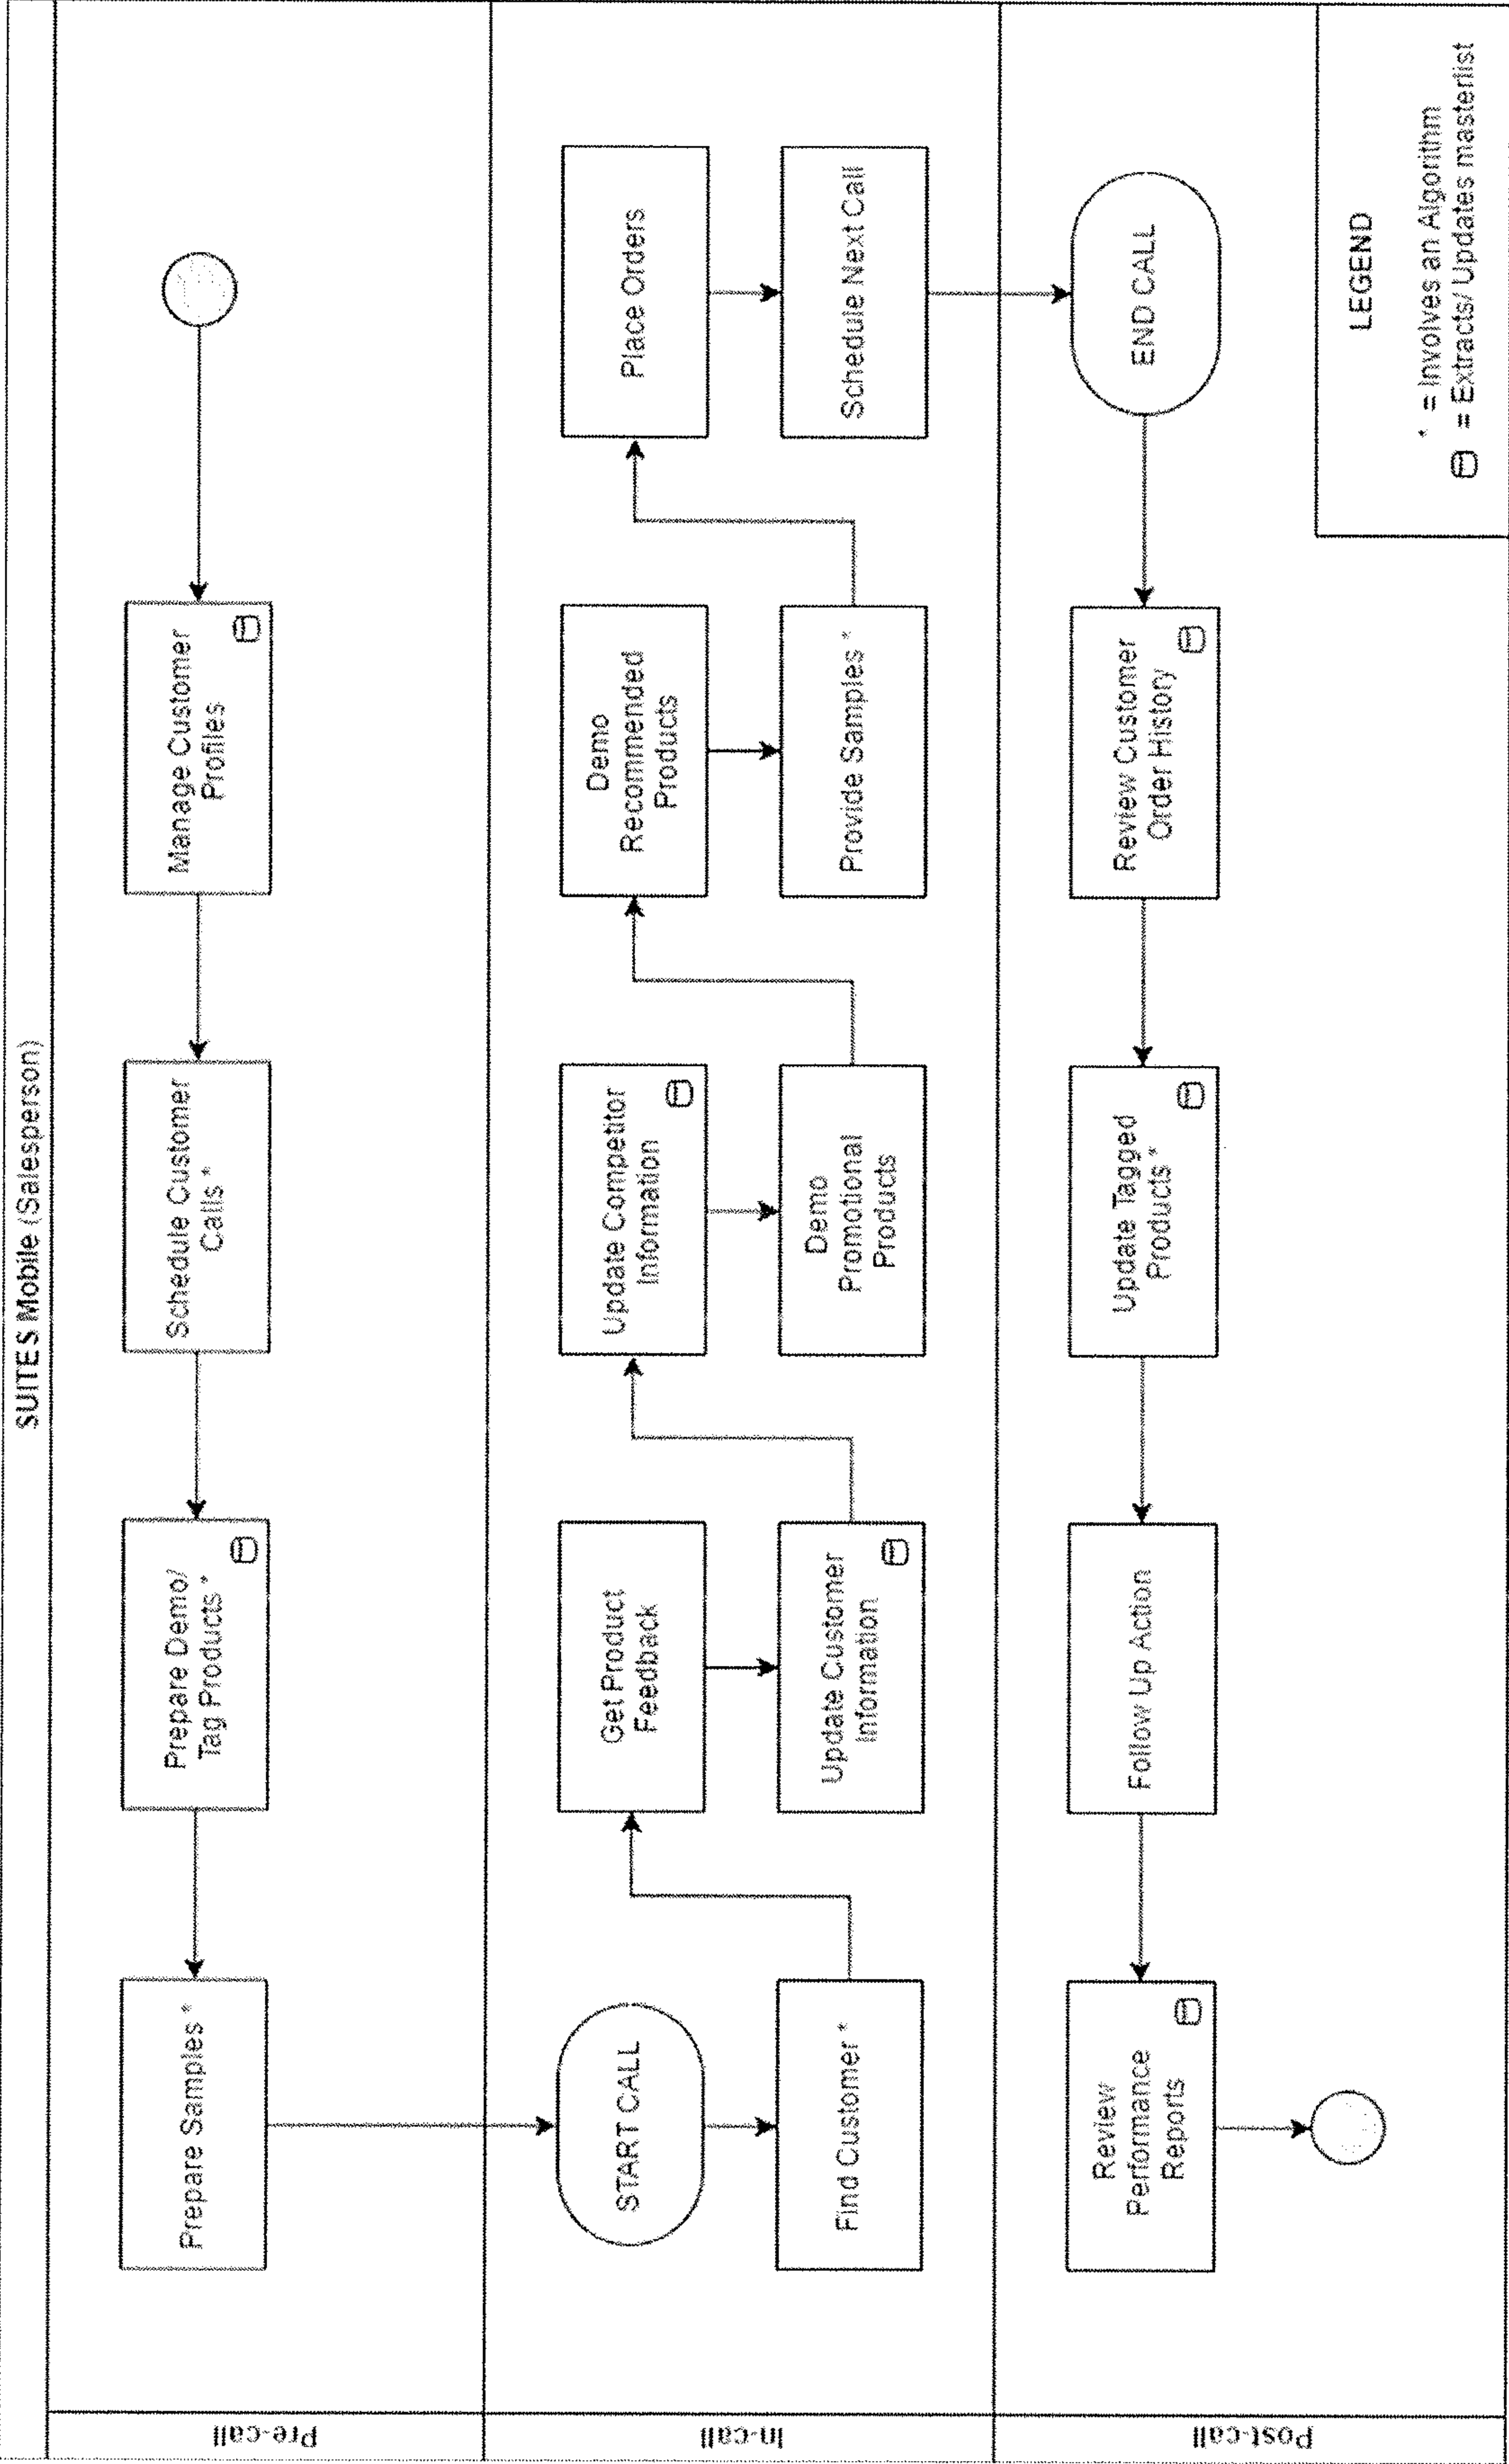 SUITES Mobile (Salesperson)
Pre-call
Manage Customer
Profiles
Schedule Customer
Calls *
Prepare Demo/
Tag Products *
Prepare Samples *
In-call
START CALL
Find Customer *
Get Product
Feedback
Update Customer
Information
Update Competitor
Information
Demo
Promotional
Products
Demo
Recommended
Products
Provide Samples *
Place Orders
Schedule Next Call
Post-call
END CALL
Review Customer
Order History
Update Tagged
Products *
Follow Up Action
Review
Performance
Reports
LEGEND
* = Involves an Algorithm
= Extracts/ Updates masterlist